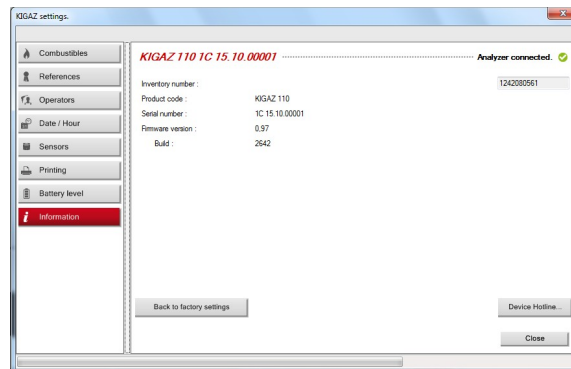 KIGAZ settings.
Combustibles
References
Operators
Date / Hour
Sensors
Printing
Battery level
Information
KIGAZ 110 1C 15.10.00001
Analyzer connected.
Inventory number :
1242080561
Product code : KIGAZ 110
Serial number : 1C 15.10.00001
Firmware version : 0,97
Build : 2642
Back to factory settings
Device Hotline...
Close